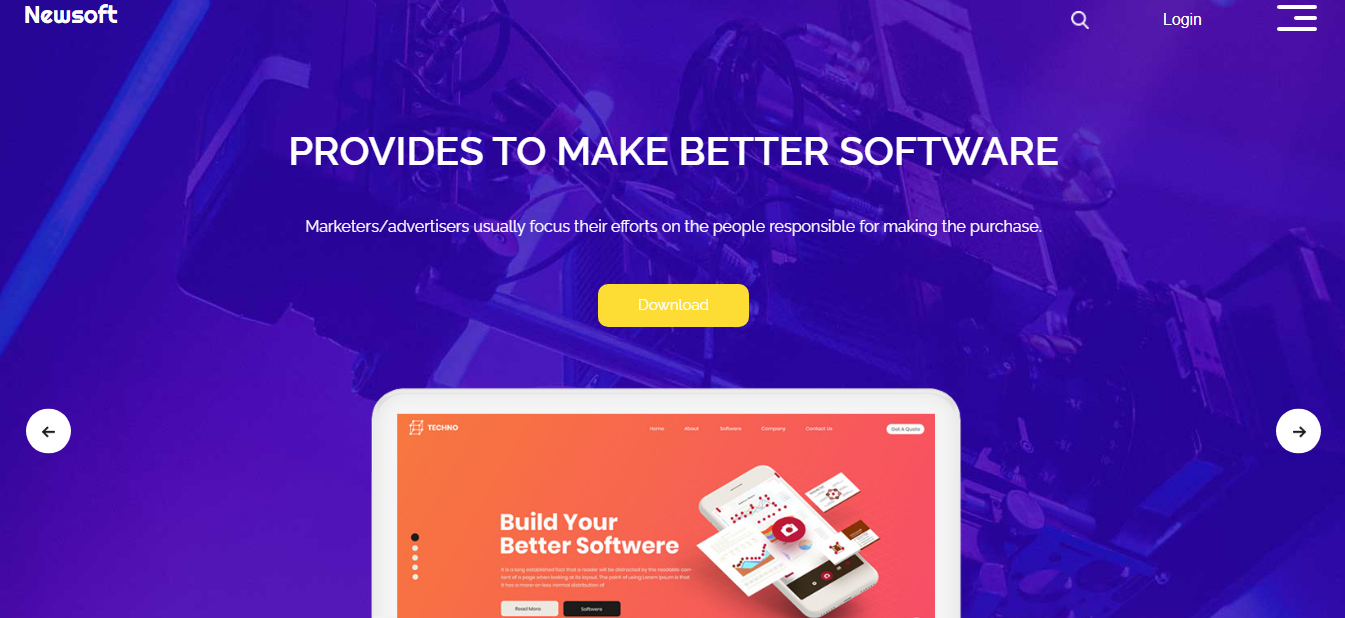 Newsoft
Login
PROVIDES TO MAKE BETTER SOFTWARE
Marketers/advertisers usually focus their efforts on the people responsible for making the purchase.
Download
TECHNO
Home About Software Company Contact Us Get A Quote
Build Your
Better Softwere
It is a long established fact that a reader will be distracted by the readable con-
tent of a page when looking at its layout. The point of using Lorem Ipsum is that
it has a more-or-less normal distribution of
Read More Software